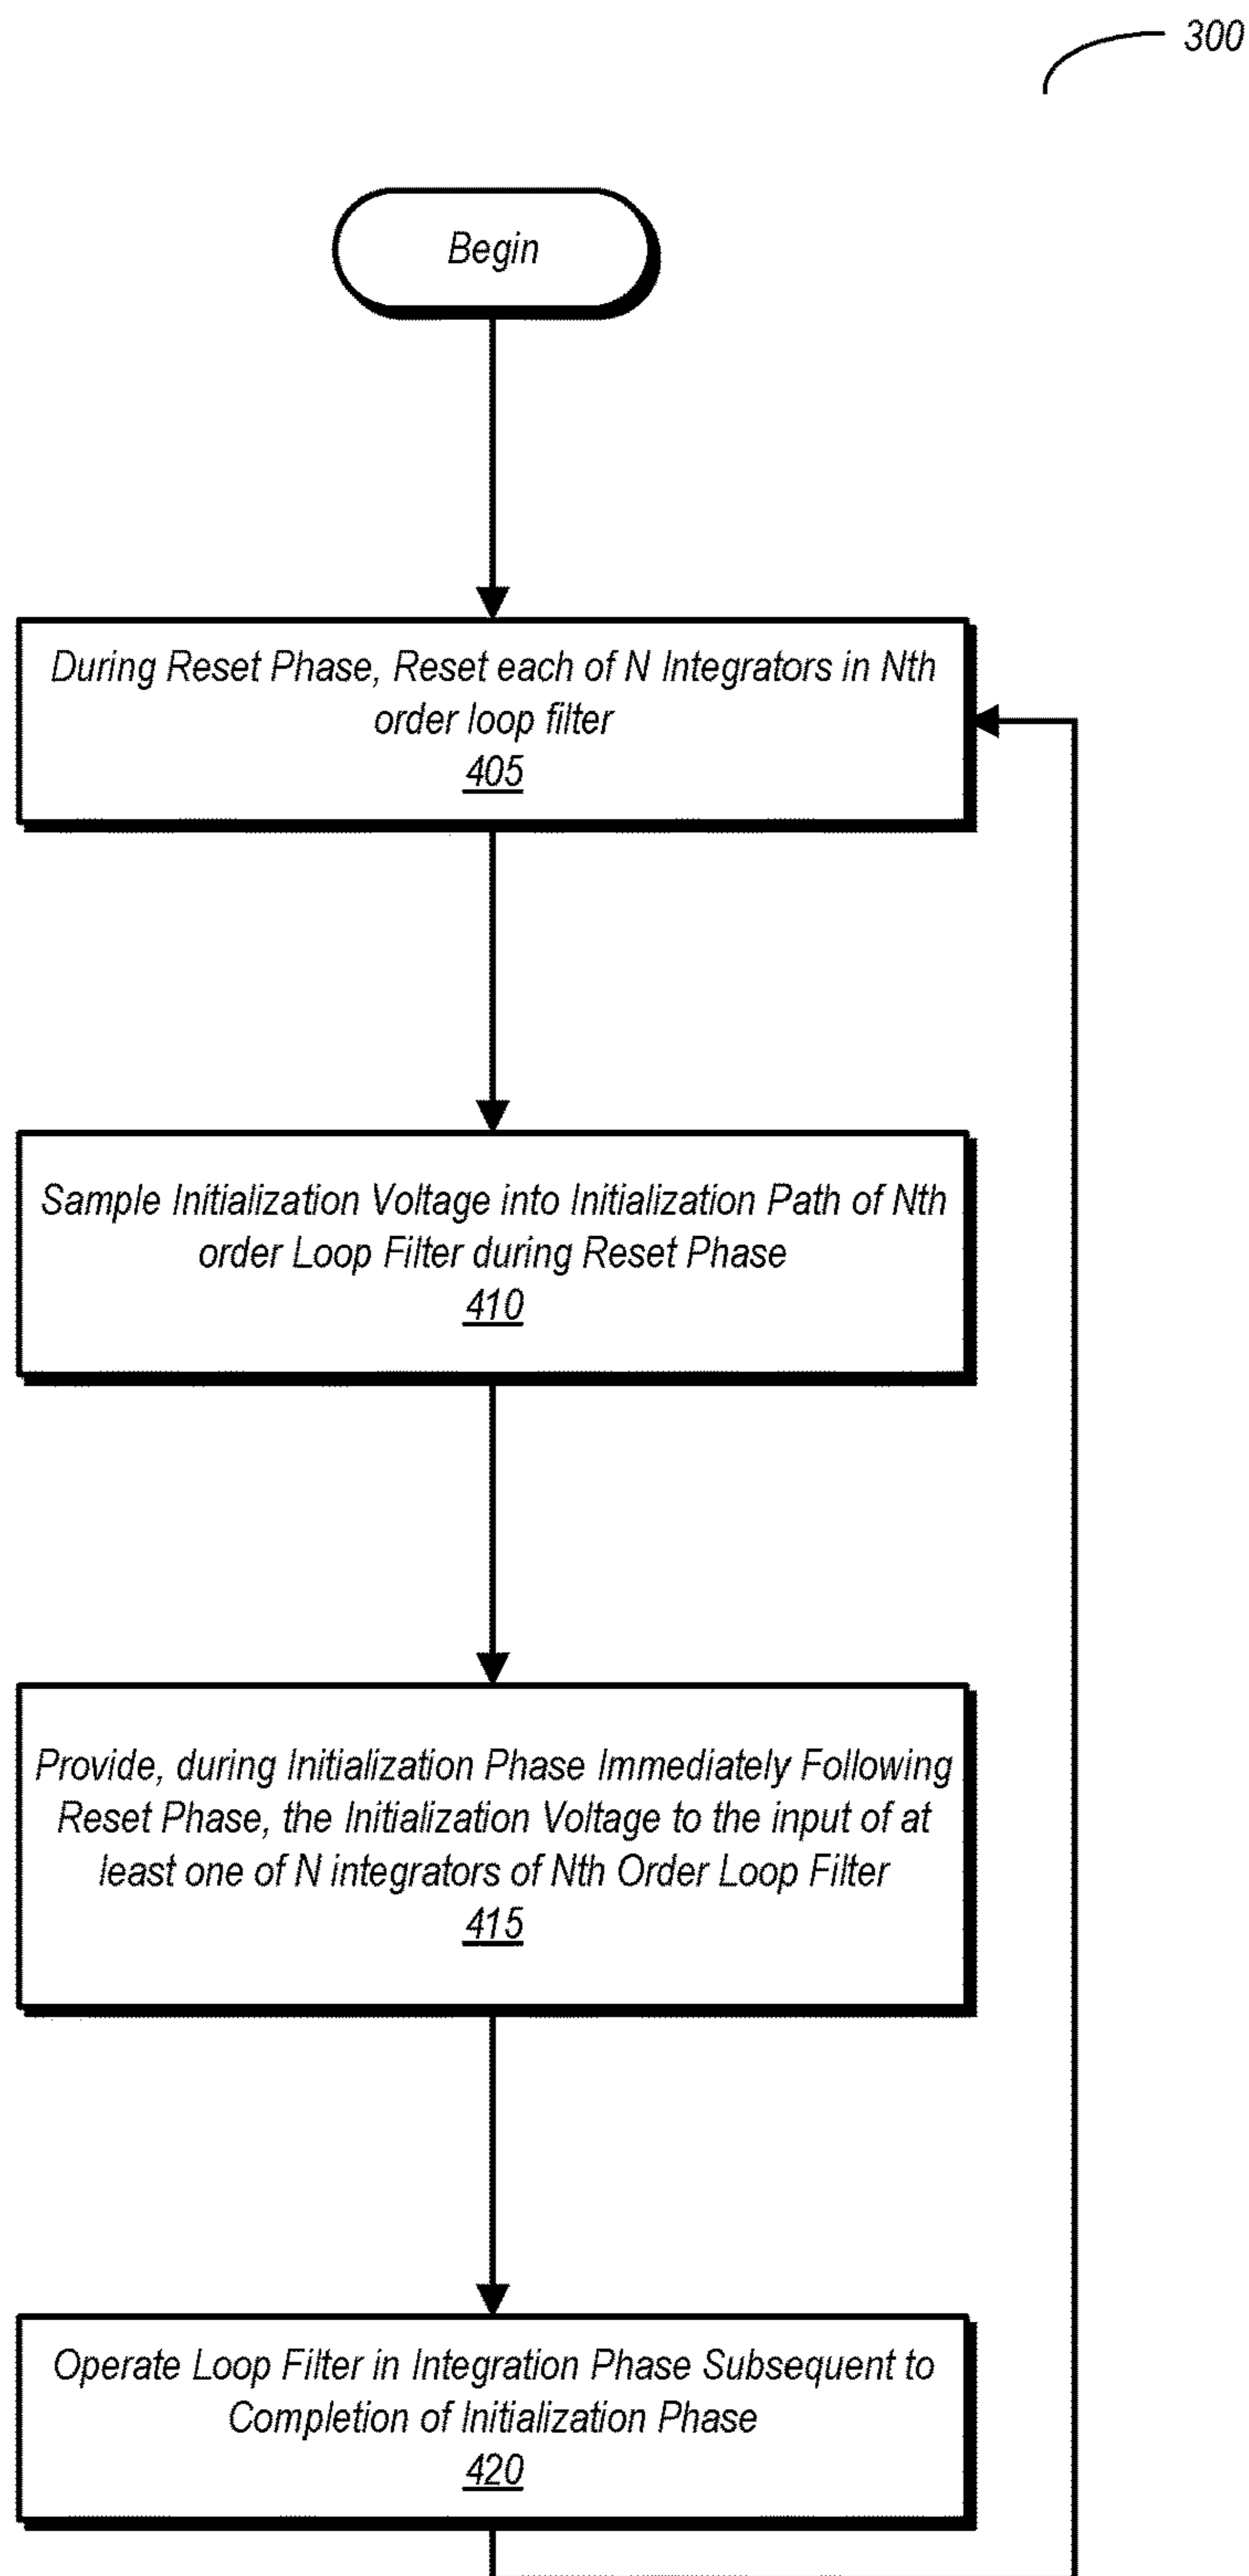 300
Begin
During Reset Phase, Reset each of N Integrators in Nth
order loop filter
405
Sample Initialization Voltage into Initialization Path of Nth
order Loop Filter during Reset Phase
410
Provide, during Initialization Phase Immediately Following
Reset Phase, the Initialization Voltage to the input of at
least one of N integrators of Nth Order Loop Filter
415
Operate Loop Filter in Integration Phase Subsequent to
Completion of Initialization Phase
420